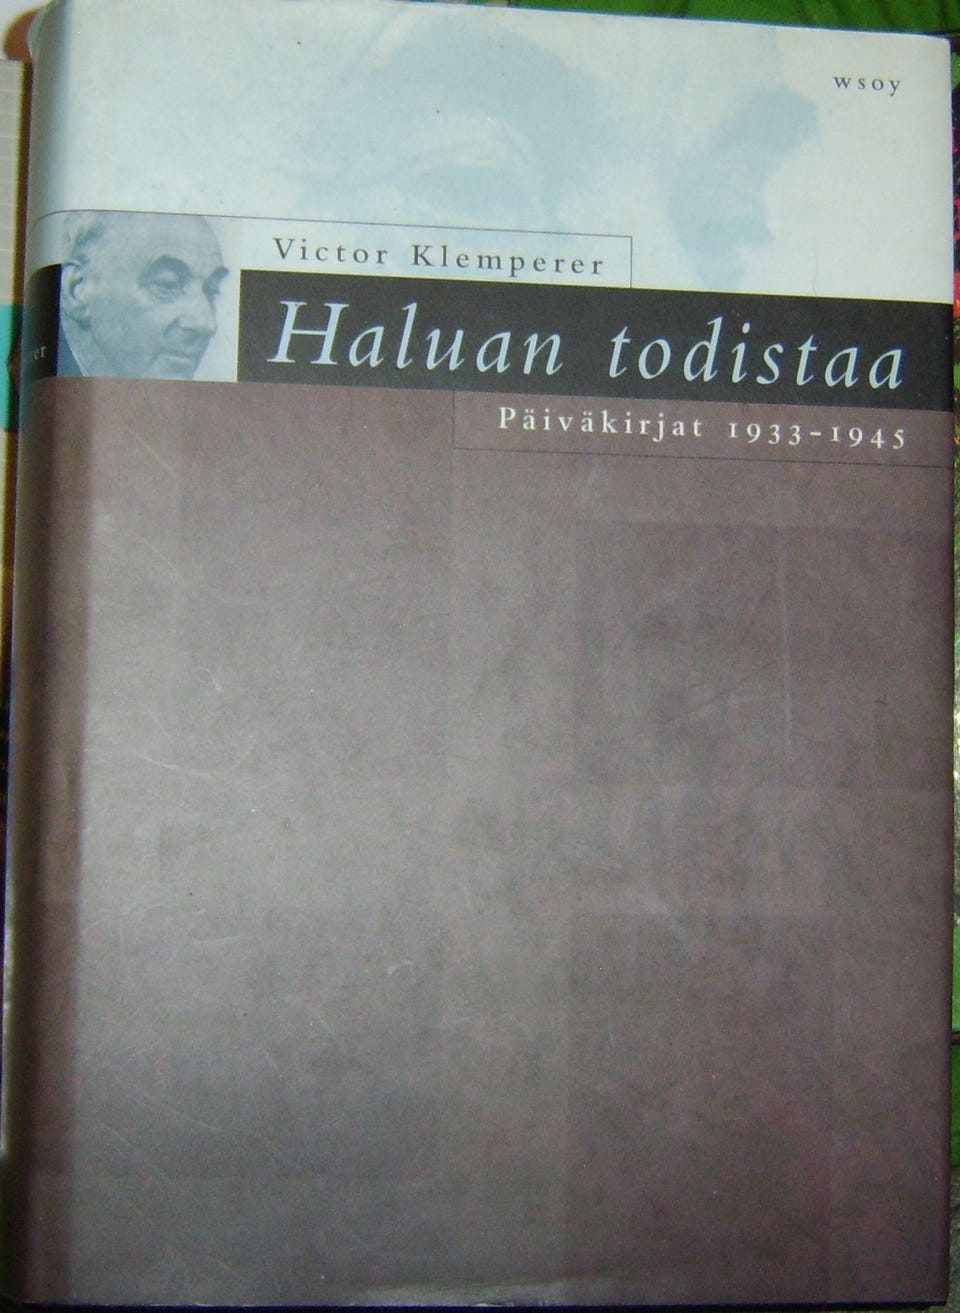 wsoy
Victor Klemperer
Haluan todistaa
Päiväkirjat 1933-1945